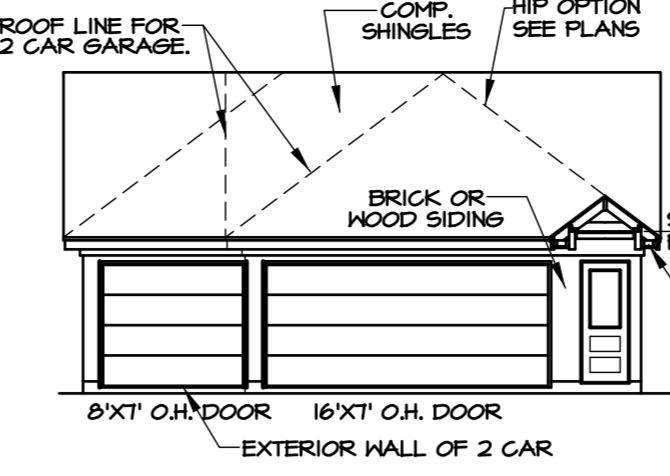 ROOF LINE FOR
2 CAR GARAGE.
COMP.
SHINGLES
HIP OPTION
SEE PLANS
BRICK OR
WOOD SIDING
8'X7' O.H. DOOR
16'X7' O.H. DOOR
EXTERIOR WALL OF 2 CAR